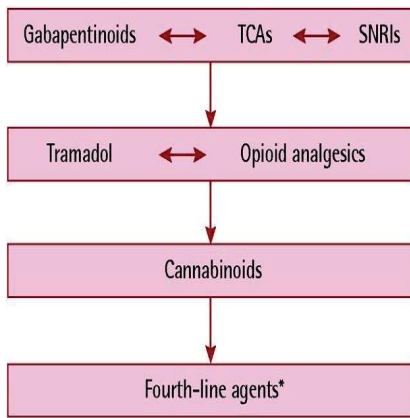 Gabapentinoids TCAs SNRIs
Tramadol Opioid analgesics
Cannabinoids
Fourth-line agents*